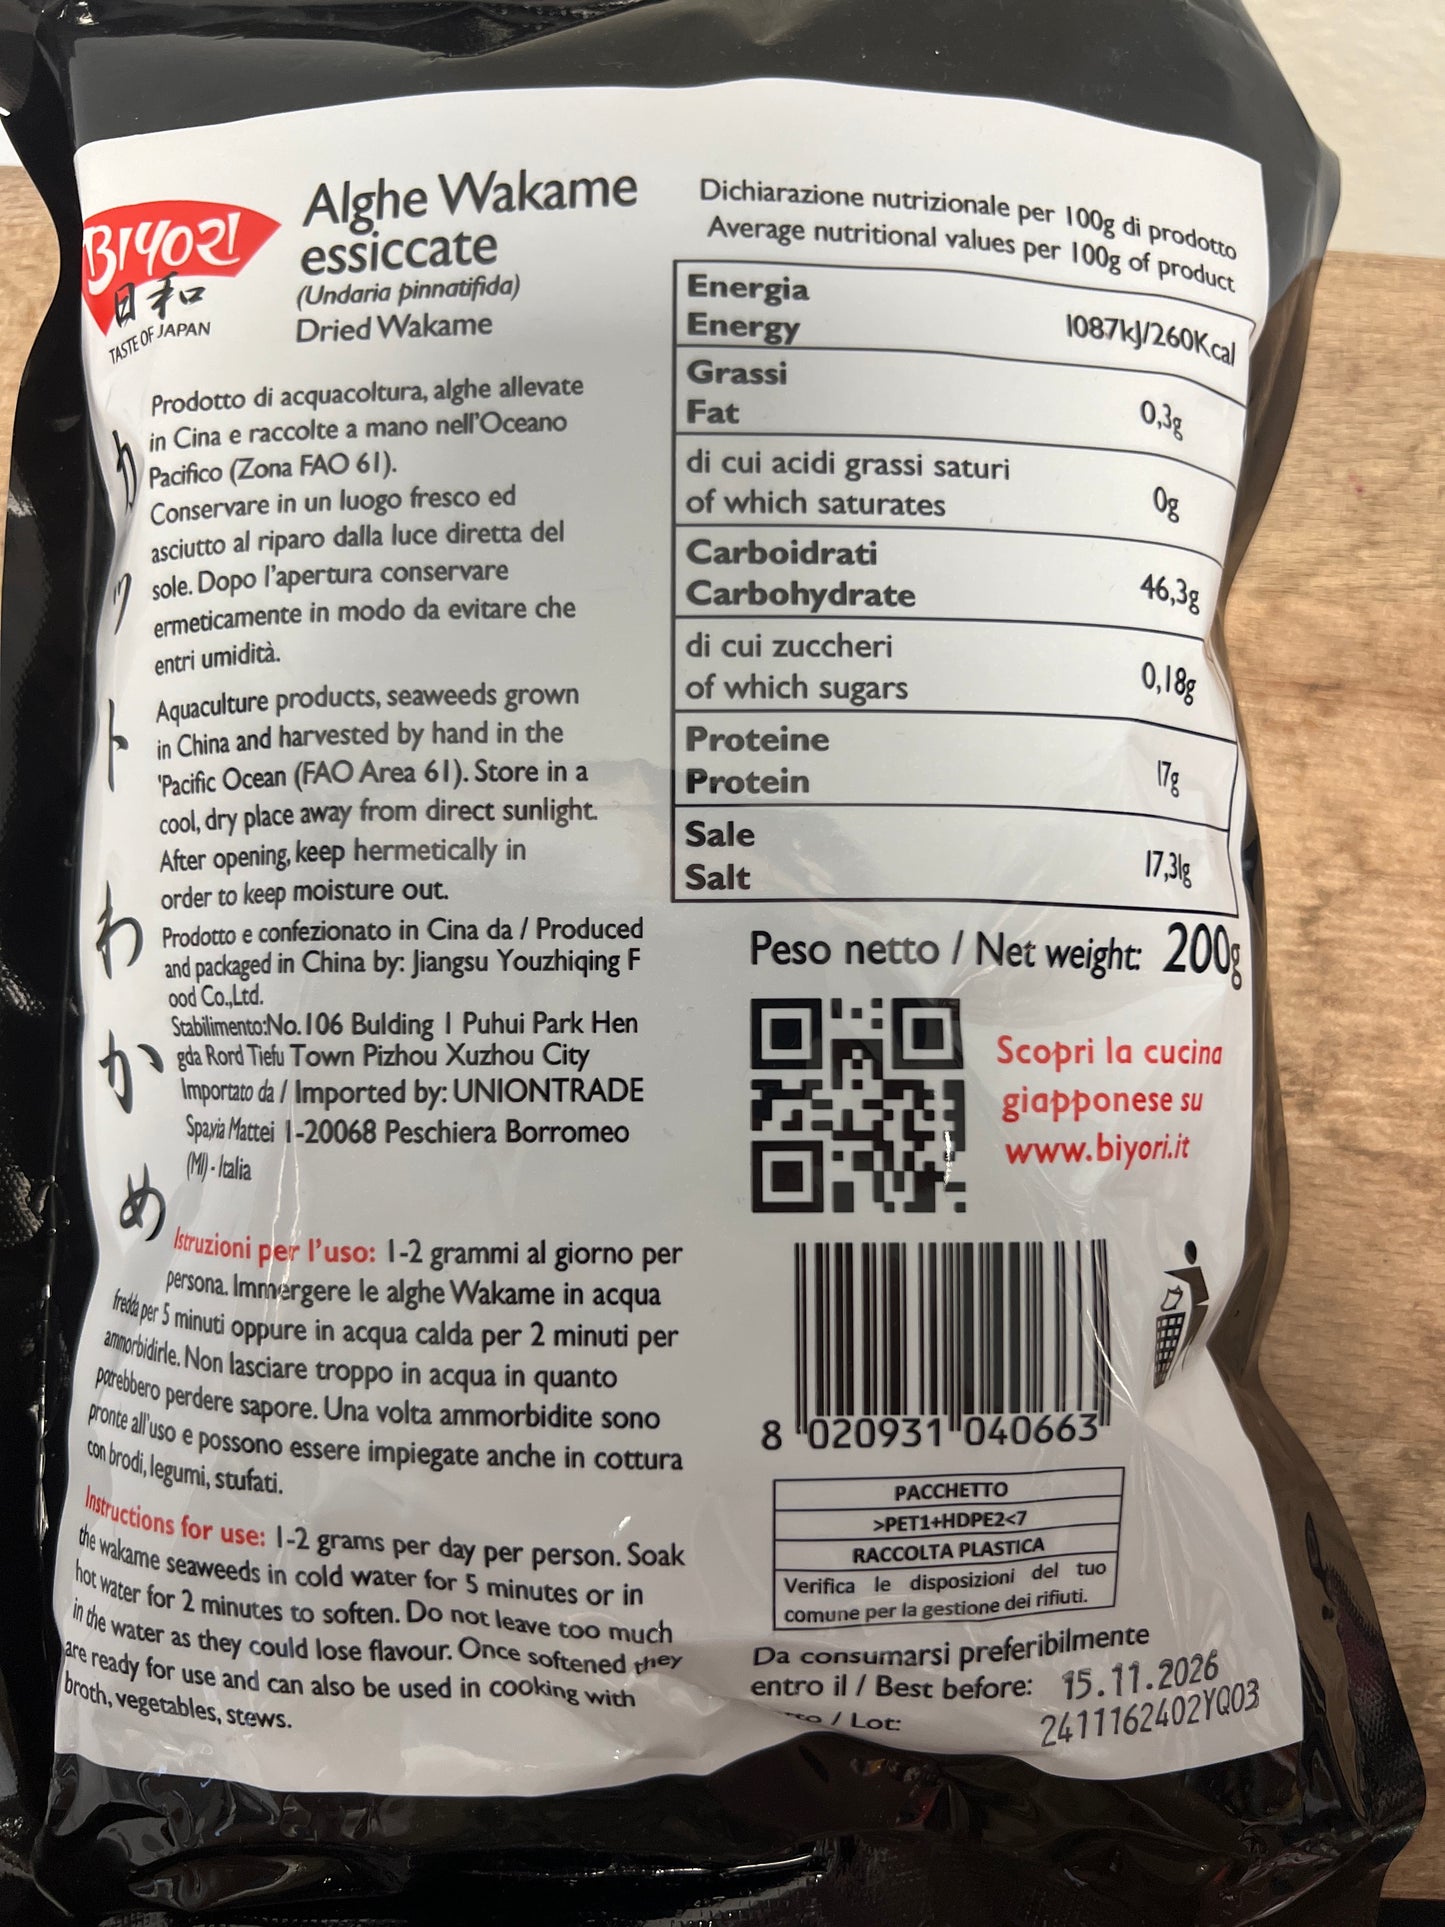 BIYORI
日和
TASTE OF JAPAN
Alghe Wakame
essiccate
(Undaria pinnatifida)
Dried Wakame
カットわかめ
Prodotto di acquacoltura, alghe allevate
in Cina e raccolte a mano nell'Oceano
Pacifico (Zona FAO 61).
Conservare in un luogo fresco ed
asciutto al riparo dalla luce diretta del
sole. Dopo l'apertura conservare
ermeticamente in modo da evitare che
entri umidità.
Aquaculture products, seaweeds grown
in China and harvested by hand in the
'Pacific Ocean (FAO Area 61). Store in a
cool, dry place away from direct sunlight.
After opening, keep hermetically in
order to keep moisture out.
Prodotto e confezionato in Cina da / Produced
and packaged in China by: Jiangsu Youzhiqing F
ood Co.,Ltd.
Stabilimento:No.106 Bulding 1 Puhui Park Hen
gda Rord Tiefu Town Pizhou Xuzhou City
Importato da / Imported by: UNIONTRADE
Spa,via Mattei 1-20068 Peschiera Borromeo
(MI) - Italia
Istruzioni per l'uso: 1-2 grammi al giorno per
persona. Immergere le alghe Wakame in acqua
fredda per 5 minuti oppure in acqua calda per 2 minuti per
ammorbidirle. Non lasciare troppo in acqua in quanto
potrebbero perdere sapore. Una volta ammorbidite sono
pronte all'uso e possono essere impiegate anche in cottura
con brodi, legumi, stufati.
Instructions for use: 1-2 grams per day per person. Soak
the wakame seaweeds in cold water for 5 minutes or in
hot water for 2 minutes to soften. Do not leave too much
in the water as they could lose flavour. Once softened they
are ready for use and can also be used in cooking with
broth, vegetables, stews.
Dichiarazione nutrizionale per 100g di prodotto
Average nutritional values per 100g of product
Energia
Energy 1087kJ/260Kcal
Grassi
Fat 0,3g
di cui acidi grassi saturi
of which saturates 0g
Carboidrati
Carbohydrate 46,3g
di cui zuccheri
of which sugars 0,18g
Proteine
Protein 17g
Sale
Salt 17,31g
Peso netto / Net weight: 200g
Scopri la cucina
giapponese su
www.biyori.it
8 020931 040663
PACCHETTO
>PET1+HDPE2<7
RACCOLTA PLASTICA
Verifica le disposizioni del tuo
comune per la gestione dei rifiuti.
Da consumarsi preferibilmente
entro il / Best before: 15.11.2026
/ Lot: 2411162402YQ03